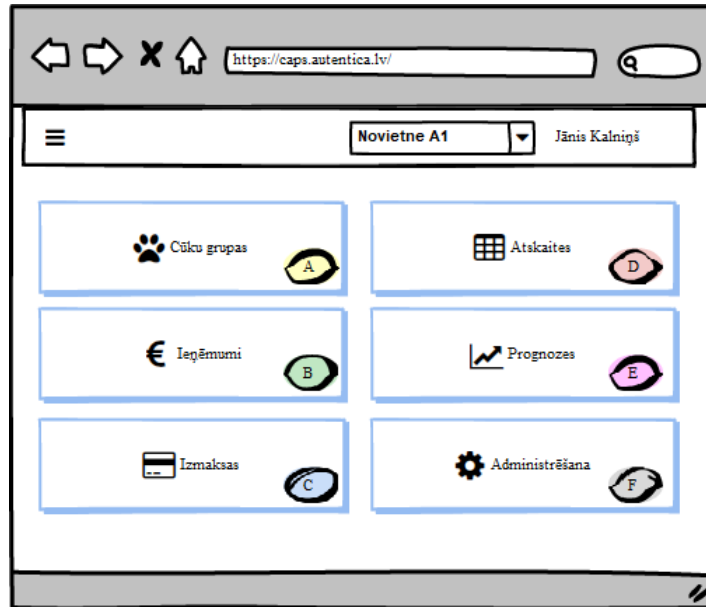 https://caps.autentica.lv/
Novietne A1
Jānis Kalniņš
Cūku grupas
A
Atskaites
D
Ieņēmumi
B
Prognozes
E
Izmaksas
C
Administrēšana
F